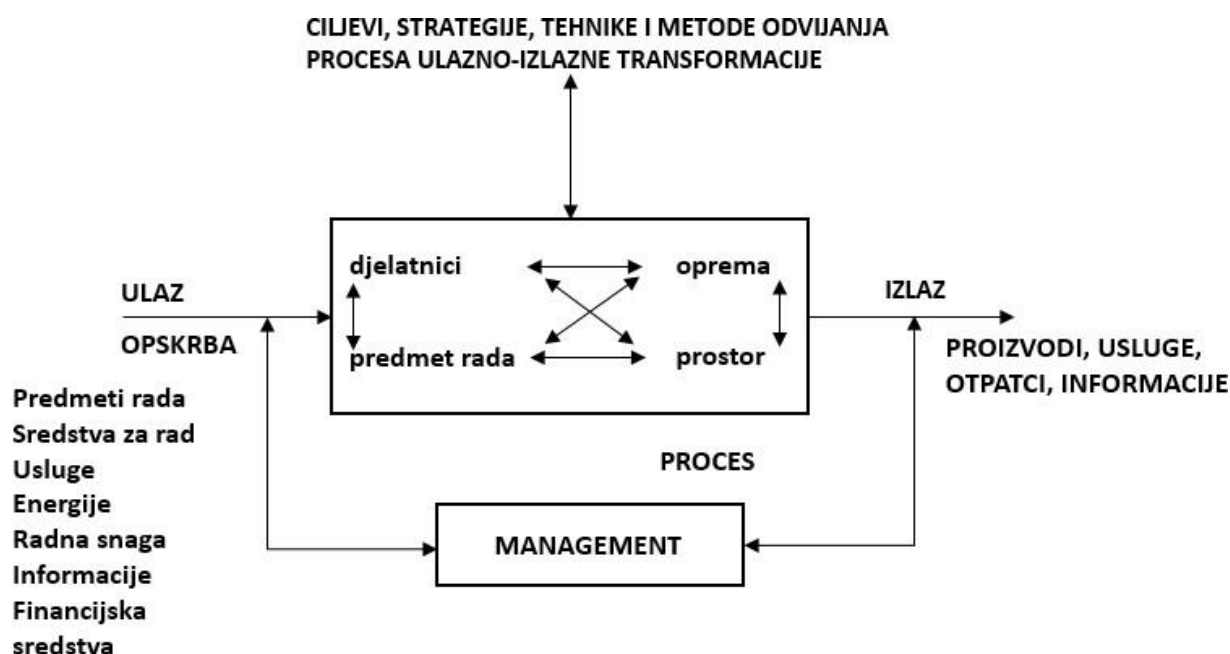 CILJEVI, STRATEGIJE, TEHNIKE I METODE ODVIJANJA
PROCESA ULAZNO-IZLAZNE TRANSFORMACIJE
djelatnici
oprema
ULAZ
IZLAZ
OPSKRBA
predmet rada
prostor
PROIZVODI, USLUGE,
OTPATCI, INFORMACIJE
Predmeti rada
Sredstva za rad
Usluge
Energije
Radna snaga
Informacije
Financijska
sredstva
PROCES
MANAGEMENT